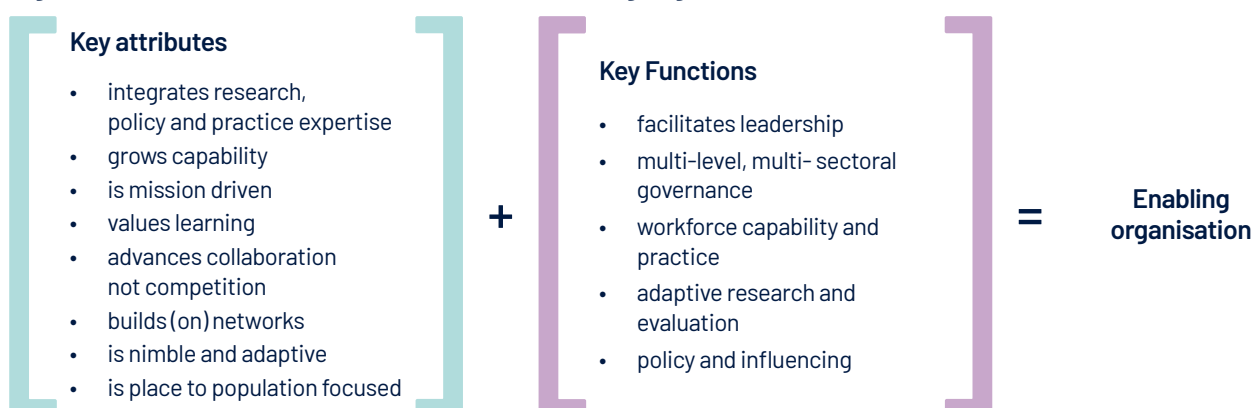 Key attributes
• integrates research,
policy and practice expertise
• grows capability
• is mission driven
• values learning
• advances collaboration
not competition
• builds (on) networks
• is nimble and adaptive
• is place to population focused
+
Key Functions
• facilitates leadership
• multi-level, multi- sectoral
governance
• workforce capability and
practice
• adaptive research and
evaluation
• policy and influencing
=
Enabling
organisation